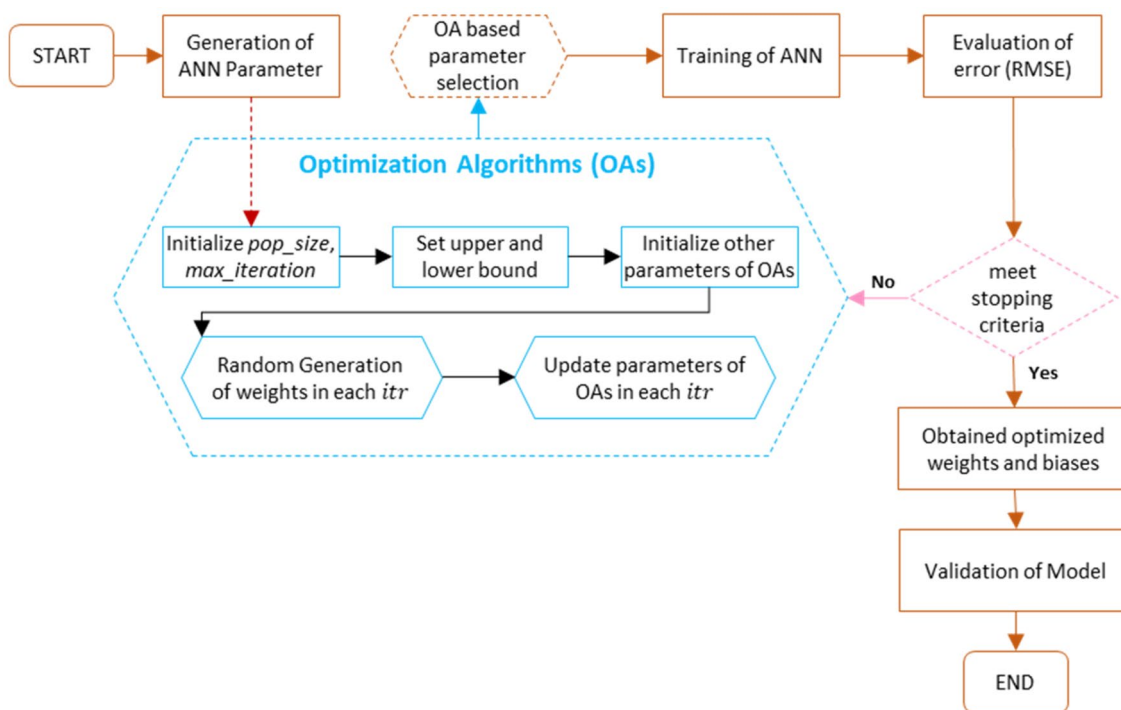 START
Generation of
ANN Parameter
OA based
parameter
selection
Training of ANN
Evaluation of
error (RMSE)
Optimization Algorithms (OAs)
Initialize pop_size,
max_iteration
Set upper and
lower bound
Initialize other
parameters of OAs
No
meet
stopping
criteria
Random Generation
of weights in each itr
Update parameters of
OAs in each itr
Yes
Obtained optimized
weights and biases
Validation of Model
END